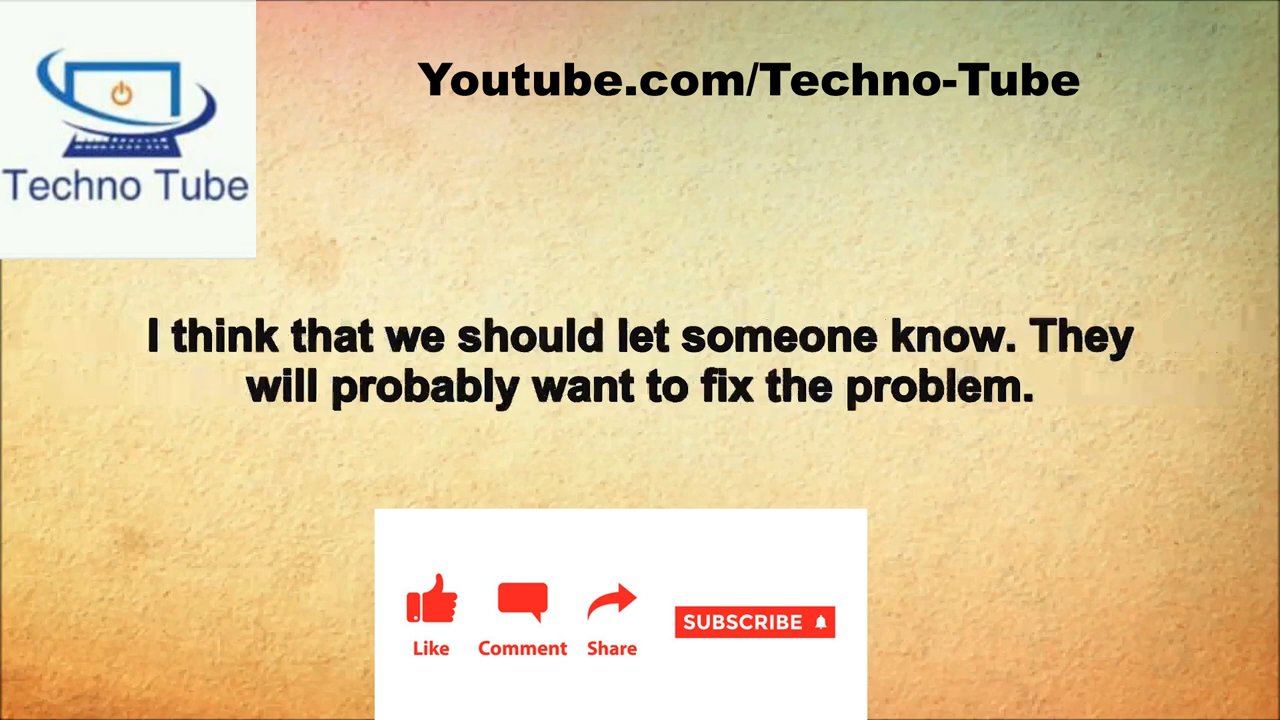 Techno Tube
Youtube.com/Techno-Tube
I think that we should let someone know. They
will probably want to fix the problem.
Like Comment Share
SUBSCRIBE